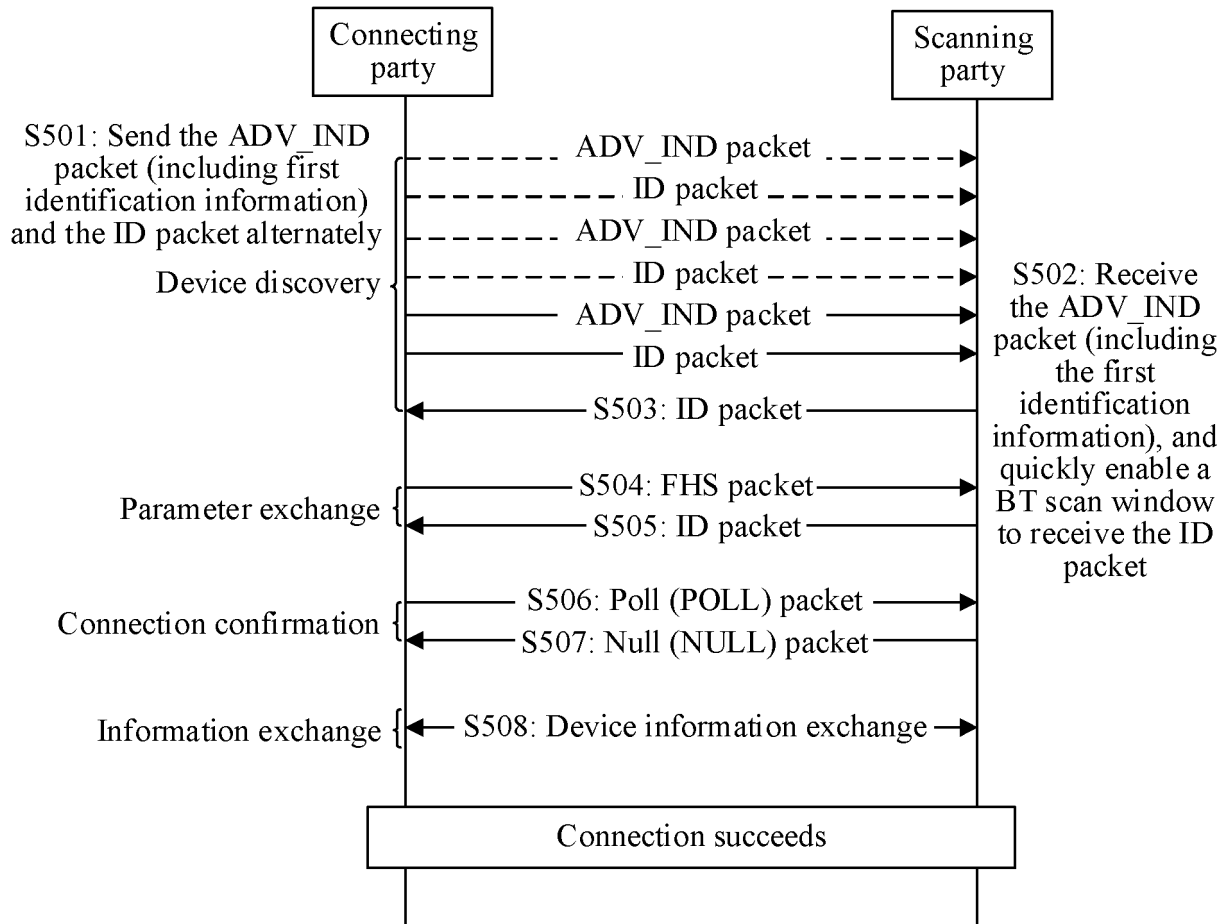 Connecting
party
Scanning
party
S501: Send the ADV_IND
packet (including first
identification information)
and the ID packet alternately
Device discovery
ADV_IND packet
ID packet
ADV_IND packet
ID packet
ADV_IND packet
ID packet
S503: ID packet
S502: Receive
the ADV_IND
packet (including
the first
identification
information), and
quickly enable a
BT scan window
to receive the ID
packet
Parameter exchange
S504: FHS packet
S505: ID packet
Connection confirmation
S506: Poll (POLL) packet
S507: Null (NULL) packet
Information exchange
S508: Device information exchange
Connection succeeds